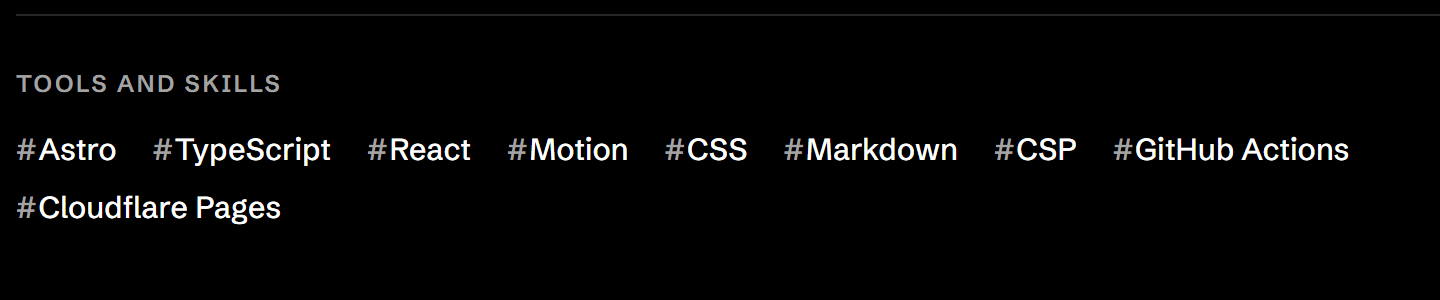 TOOLS AND SKILLS
#Astro #TypeScript #React #Motion #CSS #Markdown #CSP #GitHub Actions
#Cloudflare Pages